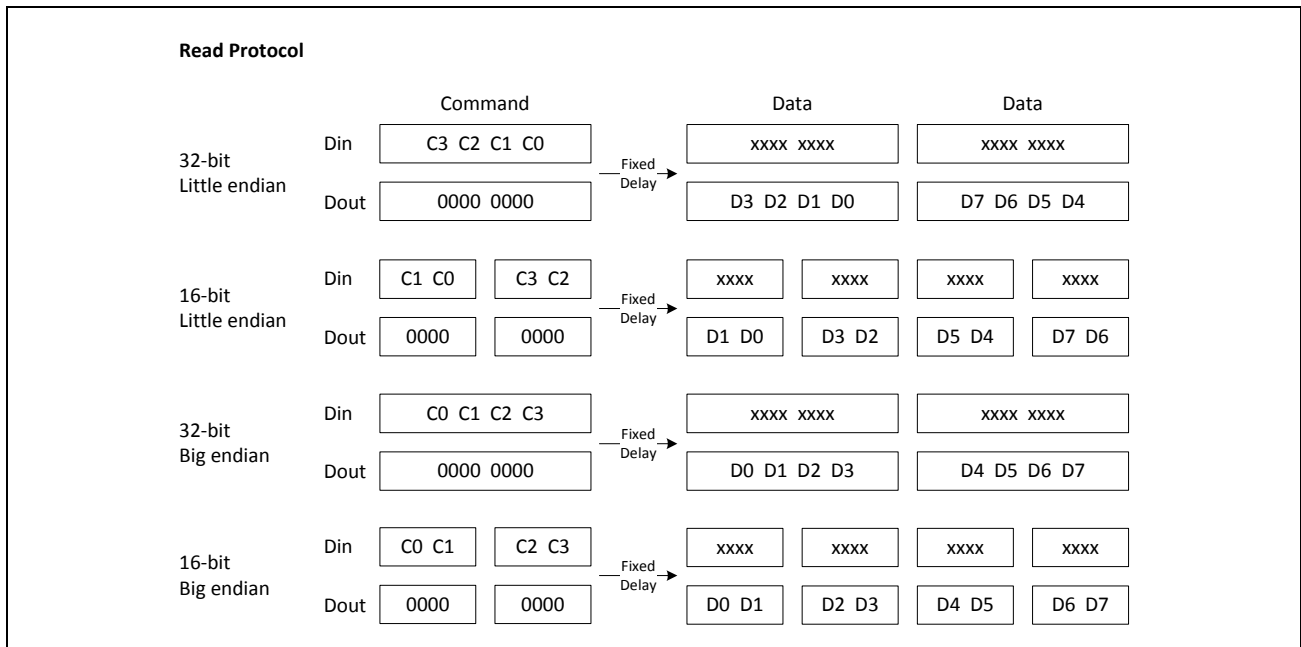 Read Protocol
Command Data Data
32-bit
Little endian
Din C3 C2 C1 C0 xxxx xxxx xxxx xxxx
Fixed
Delay
Dout 0000 0000 D3 D2 D1 D0 D7 D6 D5 D4
16-bit
Little endian
Din C1 C0 C3 C2 xxxx xxxx xxxx xxxx
Fixed
Delay
Dout 0000 0000 D1 D0 D3 D2 D5 D4 D7 D6
32-bit
Big endian
Din C0 C1 C2 C3 xxxx xxxx xxxx xxxx
Fixed
Delay
Dout 0000 0000 D0 D1 D2 D3 D4 D5 D6 D7
16-bit
Big endian
Din C0 C1 C2 C3 xxxx xxxx xxxx xxxx
Fixed
Delay
Dout 0000 0000 D0 D1 D2 D3 D4 D5 D6 D7